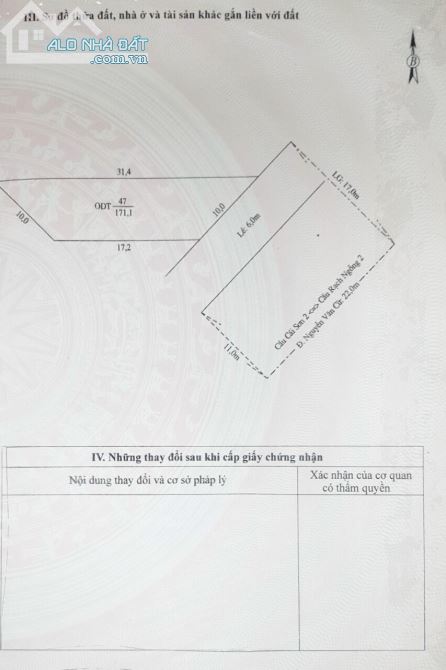 III. Sơ đồ thửa đất, nhà ở và tài sản khác gắn liền với đất
ALO NHÀ ĐẤT
.com.vn
B
31,4
10,0
ODT 47
171,1
10,0
17,2
Lề: 6,0m
LG: 17,0m
Cầu Cái Sơn 2 <=> Cầu Rạch Ngỗng 2
Đ. Nguyễn Văn Cừ: 22,0m
11,0m
IV. Những thay đổi sau khi cấp giấy chứng nhận
Nội dung thay đổi và cơ sở pháp lý
Xác nhận của cơ quan
có thẩm quyền